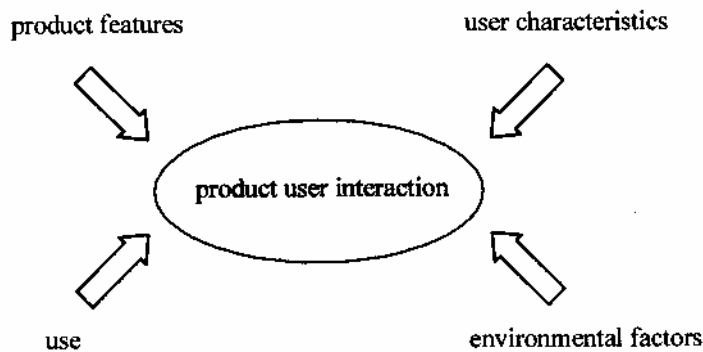 product features
user characteristics
product user interaction
use
environmental factors